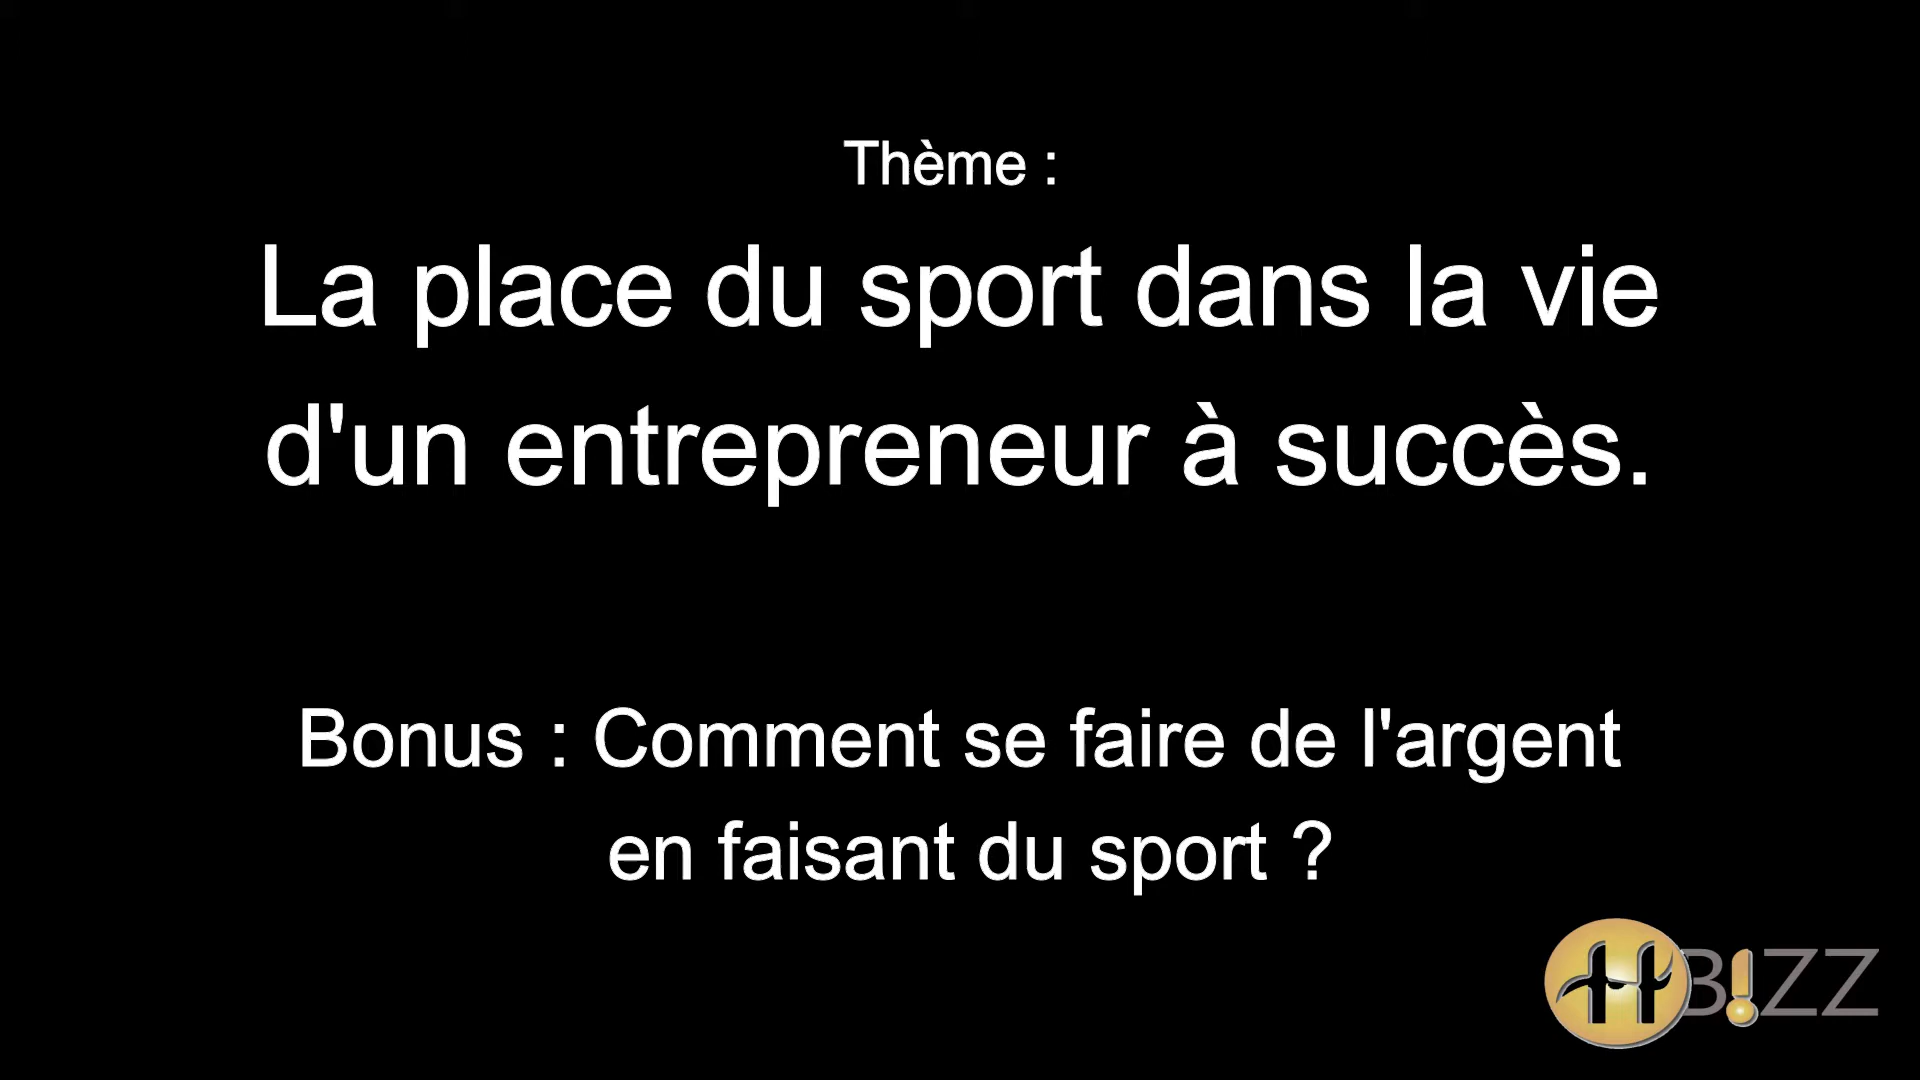 Thème :
La place du sport dans la vie
d'un entrepreneur à succès.
Bonus : Comment se faire de l'argent
en faisant du sport ?
H B!ZZ